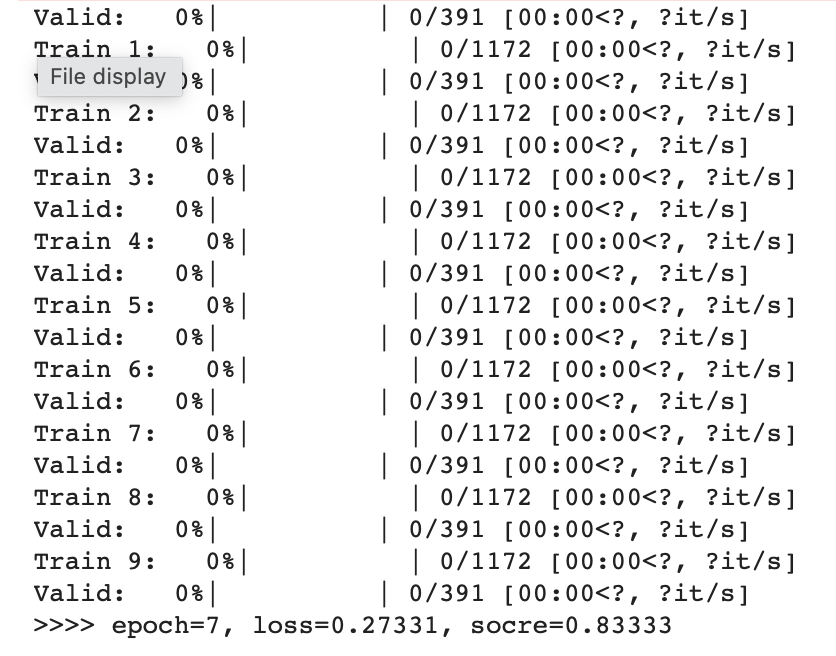 Valid:   0%|          | 0/391 [00:00<?, ?it/s]
Train 1:   0%|          | 0/1172 [00:00<?, ?it/s]
File display
0%|          | 0/391 [00:00<?, ?it/s]
Train 2:   0%|          | 0/1172 [00:00<?, ?it/s]
Valid:   0%|          | 0/391 [00:00<?, ?it/s]
Train 3:   0%|          | 0/1172 [00:00<?, ?it/s]
Valid:   0%|          | 0/391 [00:00<?, ?it/s]
Train 4:   0%|          | 0/1172 [00:00<?, ?it/s]
Valid:   0%|          | 0/391 [00:00<?, ?it/s]
Train 5:   0%|          | 0/1172 [00:00<?, ?it/s]
Valid:   0%|          | 0/391 [00:00<?, ?it/s]
Train 6:   0%|          | 0/1172 [00:00<?, ?it/s]
Valid:   0%|          | 0/391 [00:00<?, ?it/s]
Train 7:   0%|          | 0/1172 [00:00<?, ?it/s]
Valid:   0%|          | 0/391 [00:00<?, ?it/s]
Train 8:   0%|          | 0/1172 [00:00<?, ?it/s]
Valid:   0%|          | 0/391 [00:00<?, ?it/s]
Train 9:   0%|          | 0/1172 [00:00<?, ?it/s]
Valid:   0%|          | 0/391 [00:00<?, ?it/s]
>>>> epoch=7, loss=0.27331, socre=0.83333